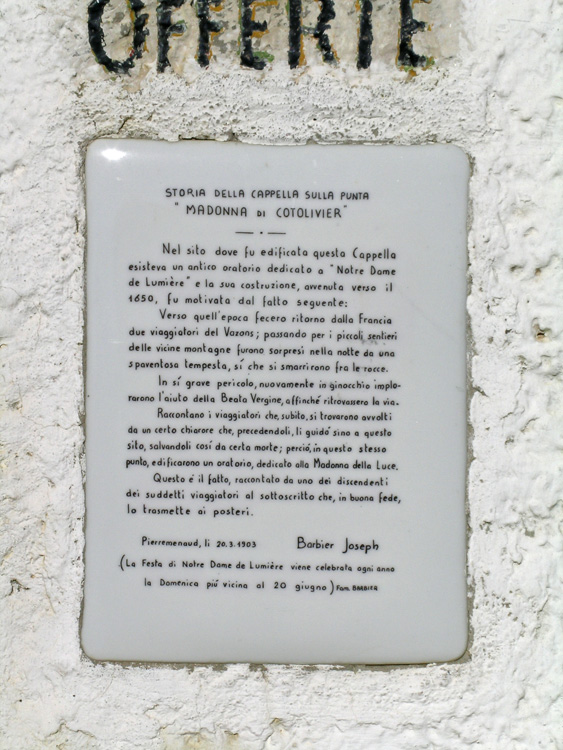 OFFERTE
STORIA DELLA CAPPELLA SULLA PUNTA
"MADONNA DI COTOLIVIER"
Nel sito dove fu edificata questa Cappella
esisteva un antico oratorio dedicato a "Notre Dame
de Lumière" e la sua costruzione, avvenuta verso il
1650, fu motivata dal fatto seguente:
Verso quell'epoca fecero ritorno dalla Francia
due viaggiatori del Vazons; passando per i piccoli sentieri
delle vicine montagne furono sorpresi nella notte da una
spaventosa tempesta, sí che si smarrirono fra le rocce.
In sí grave pericolo, nuovamente in ginocchio implo-
rarono l'aiuto della Beata Vergine, affinché ritrovassero la via.
Raccontano i viaggiatori che, subito, si trovarono avvolti
da un certo chiarore che, precedendoli, li guidó sino a questo
sito, salvandoli cosí da certa morte; perció, in questo stesso
punto, edificarono un oratorio, dedicato alla Madonna della Luce.
Questo é il fatto, raccontato da uno dei discendenti
dei suddetti viaggiatori al sottoscritto che, in buona fede,
lo trasmette ai posteri.
Pierremenaud, li 20.3.1903 Barbier Joseph
(La Festa di Notre Dame de Lumière viene celebrata ogni anno
la Domenica piú vicina al 20 giugno) Fam. BARBIER